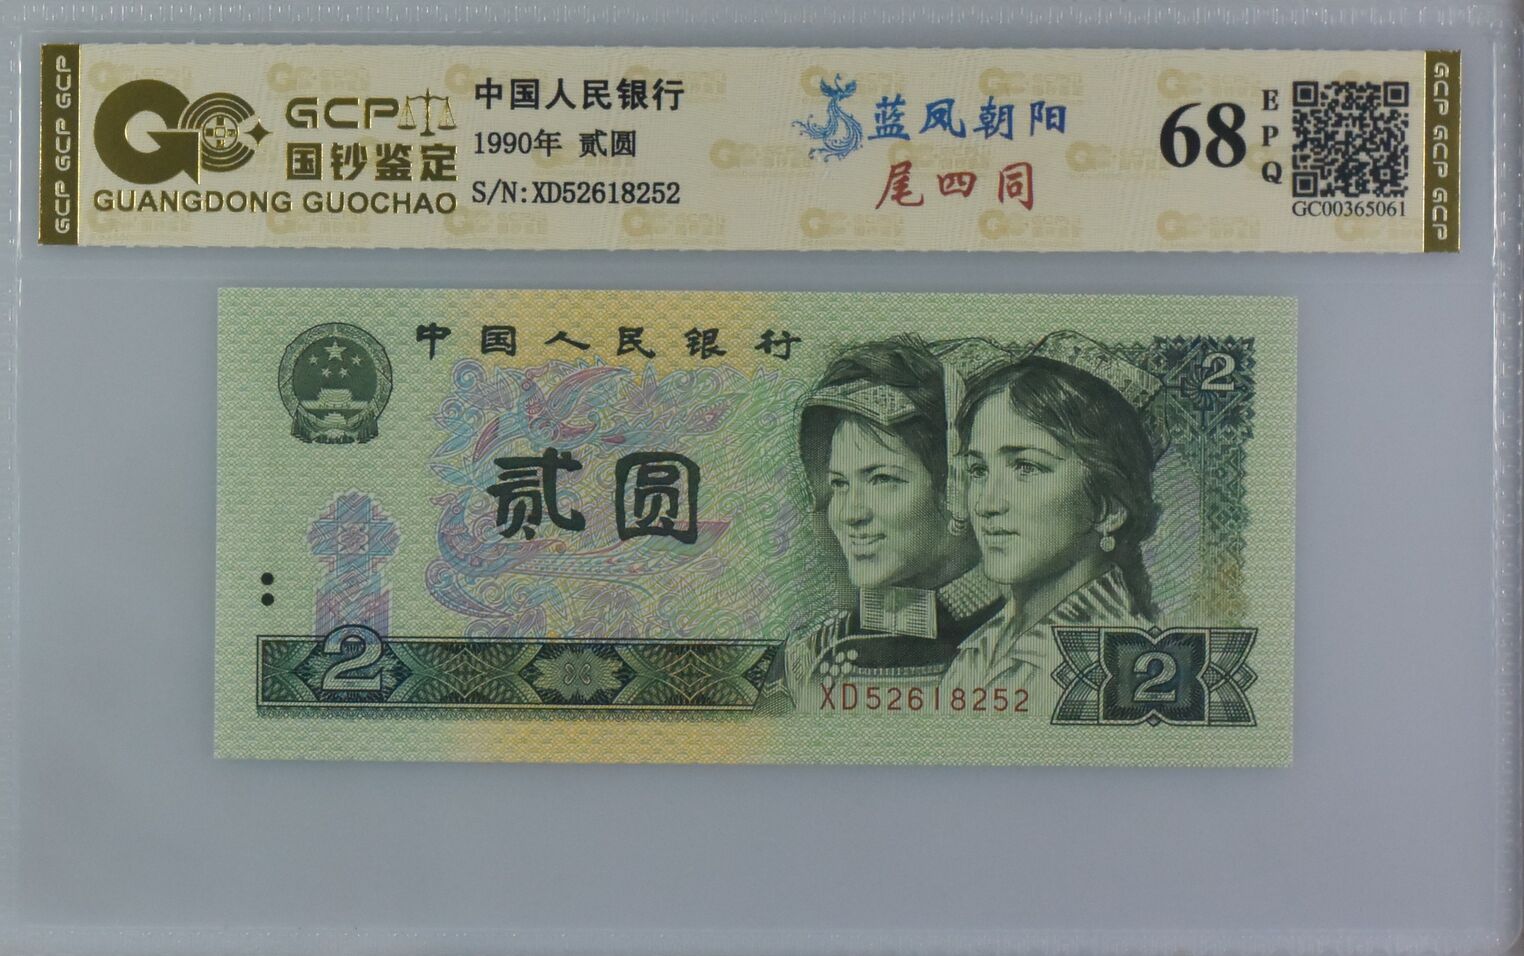 GCP GCP GCP
GCP
国钞鉴定
GUANGDONG GUOCHAO
中国人民银行
1990年 贰圆
S/N:XD52618252
蓝凤朝阳
尾四同
68
EPQ
GC00365061
GCP GCP GCP
中国人民银行
贰圆
2
2
2
XD52618252